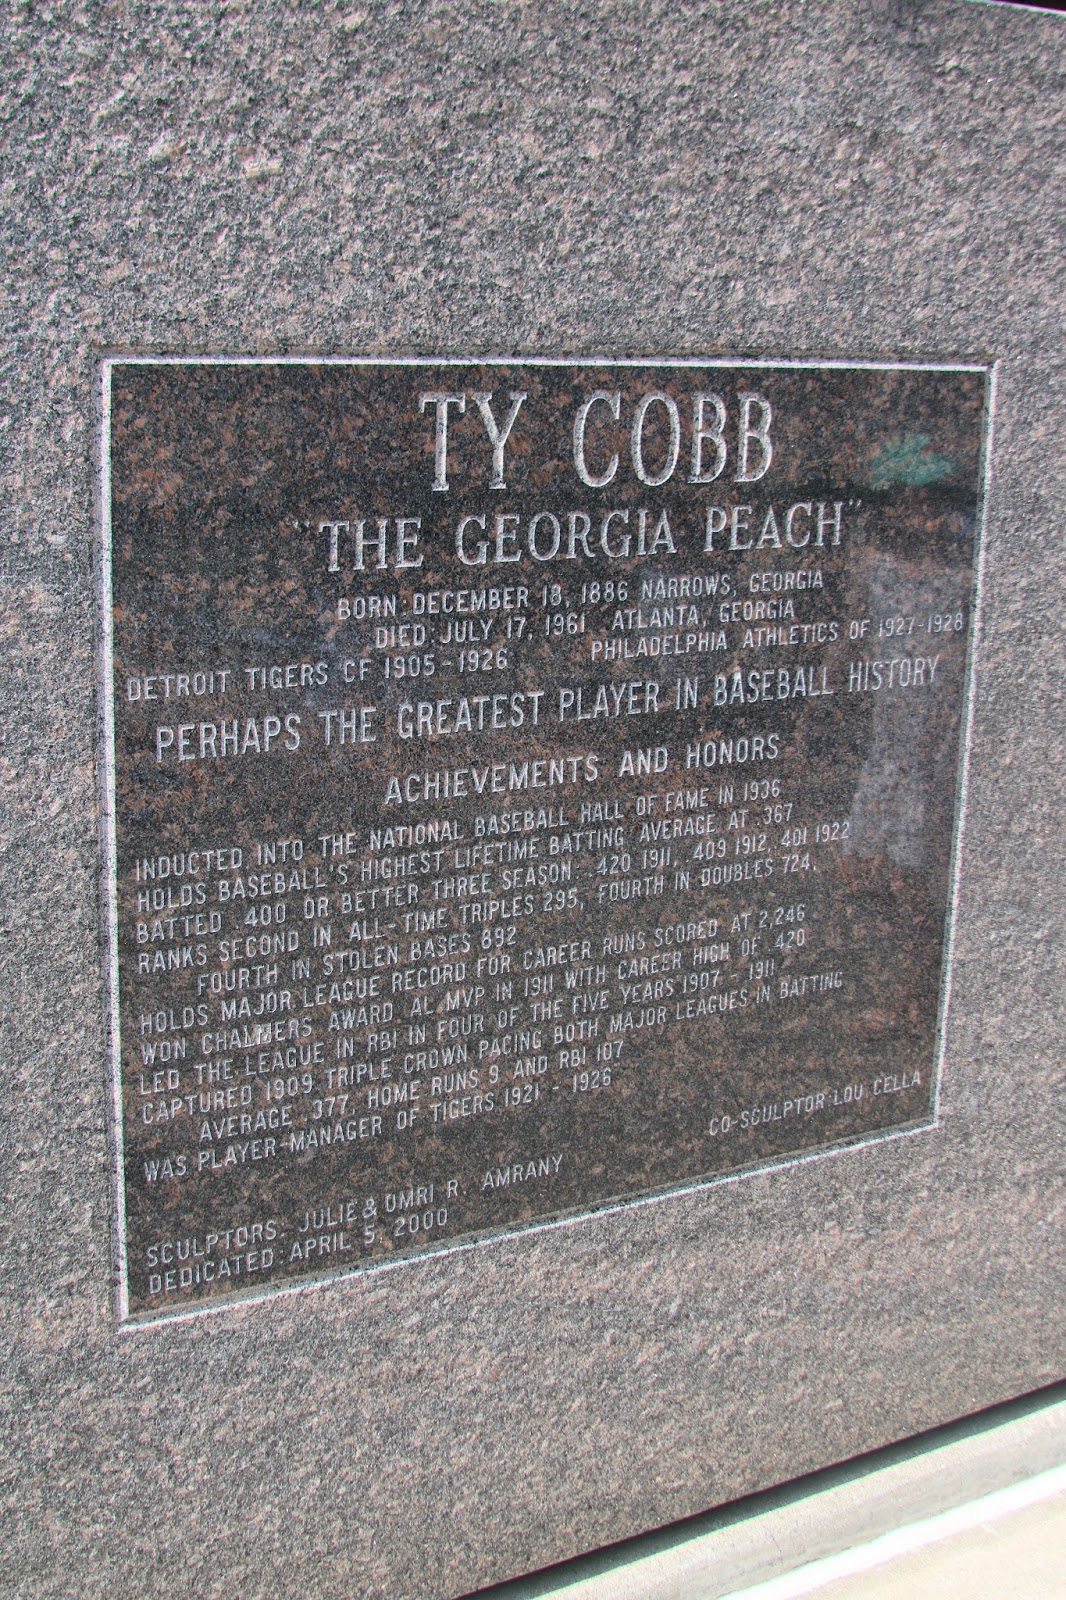 TY COBB
"THE GEORGIA PEACH"
BORN: DECEMBER 18, 1886 NARROWS, GEORGIA
DIED: JULY 17, 1961 ATLANTA, GEORGIA
DETROIT TIGERS CF 1905-1926 PHILADELPHIA ATHLETICS OF 1927-1928
PERHAPS THE GREATEST PLAYER IN BASEBALL HISTORY
ACHIEVEMENTS AND HONORS
INDUCTED INTO THE NATIONAL BASEBALL HALL OF FAME IN 1936
HOLDS BASEBALL'S HIGHEST LIFETIME BATTING AVERAGE AT .367
BATTED .400 OR BETTER THREE SEASON: .420 1911, .409 1912, .401 1922
RANKS SECOND IN ALL-TIME TRIPLES 295, FOURTH IN DOUBLES 724,
FOURTH IN STOLEN BASES 892
HOLDS MAJOR LEAGUE RECORD FOR CAREER RUNS SCORED AT 2,246
WON CHALMERS AWARD AL MVP IN 1911 WITH CAREER HIGH OF .420
LED THE LEAGUE IN RBI IN FOUR OF THE FIVE YEARS 1907 - 1911
CAPTURED 1909 TRIPLE CROWN PACING BOTH MAJOR LEAGUES IN BATTING
AVERAGE .377, HOME RUNS 9 AND RBI 107
WAS PLAYER-MANAGER OF TIGERS 1921 - 1926
CO-SCULPTOR: LOU CELLA
SCULPTORS: JULIE & OMRI R. AMRANY
DEDICATED: APRIL 5, 2000